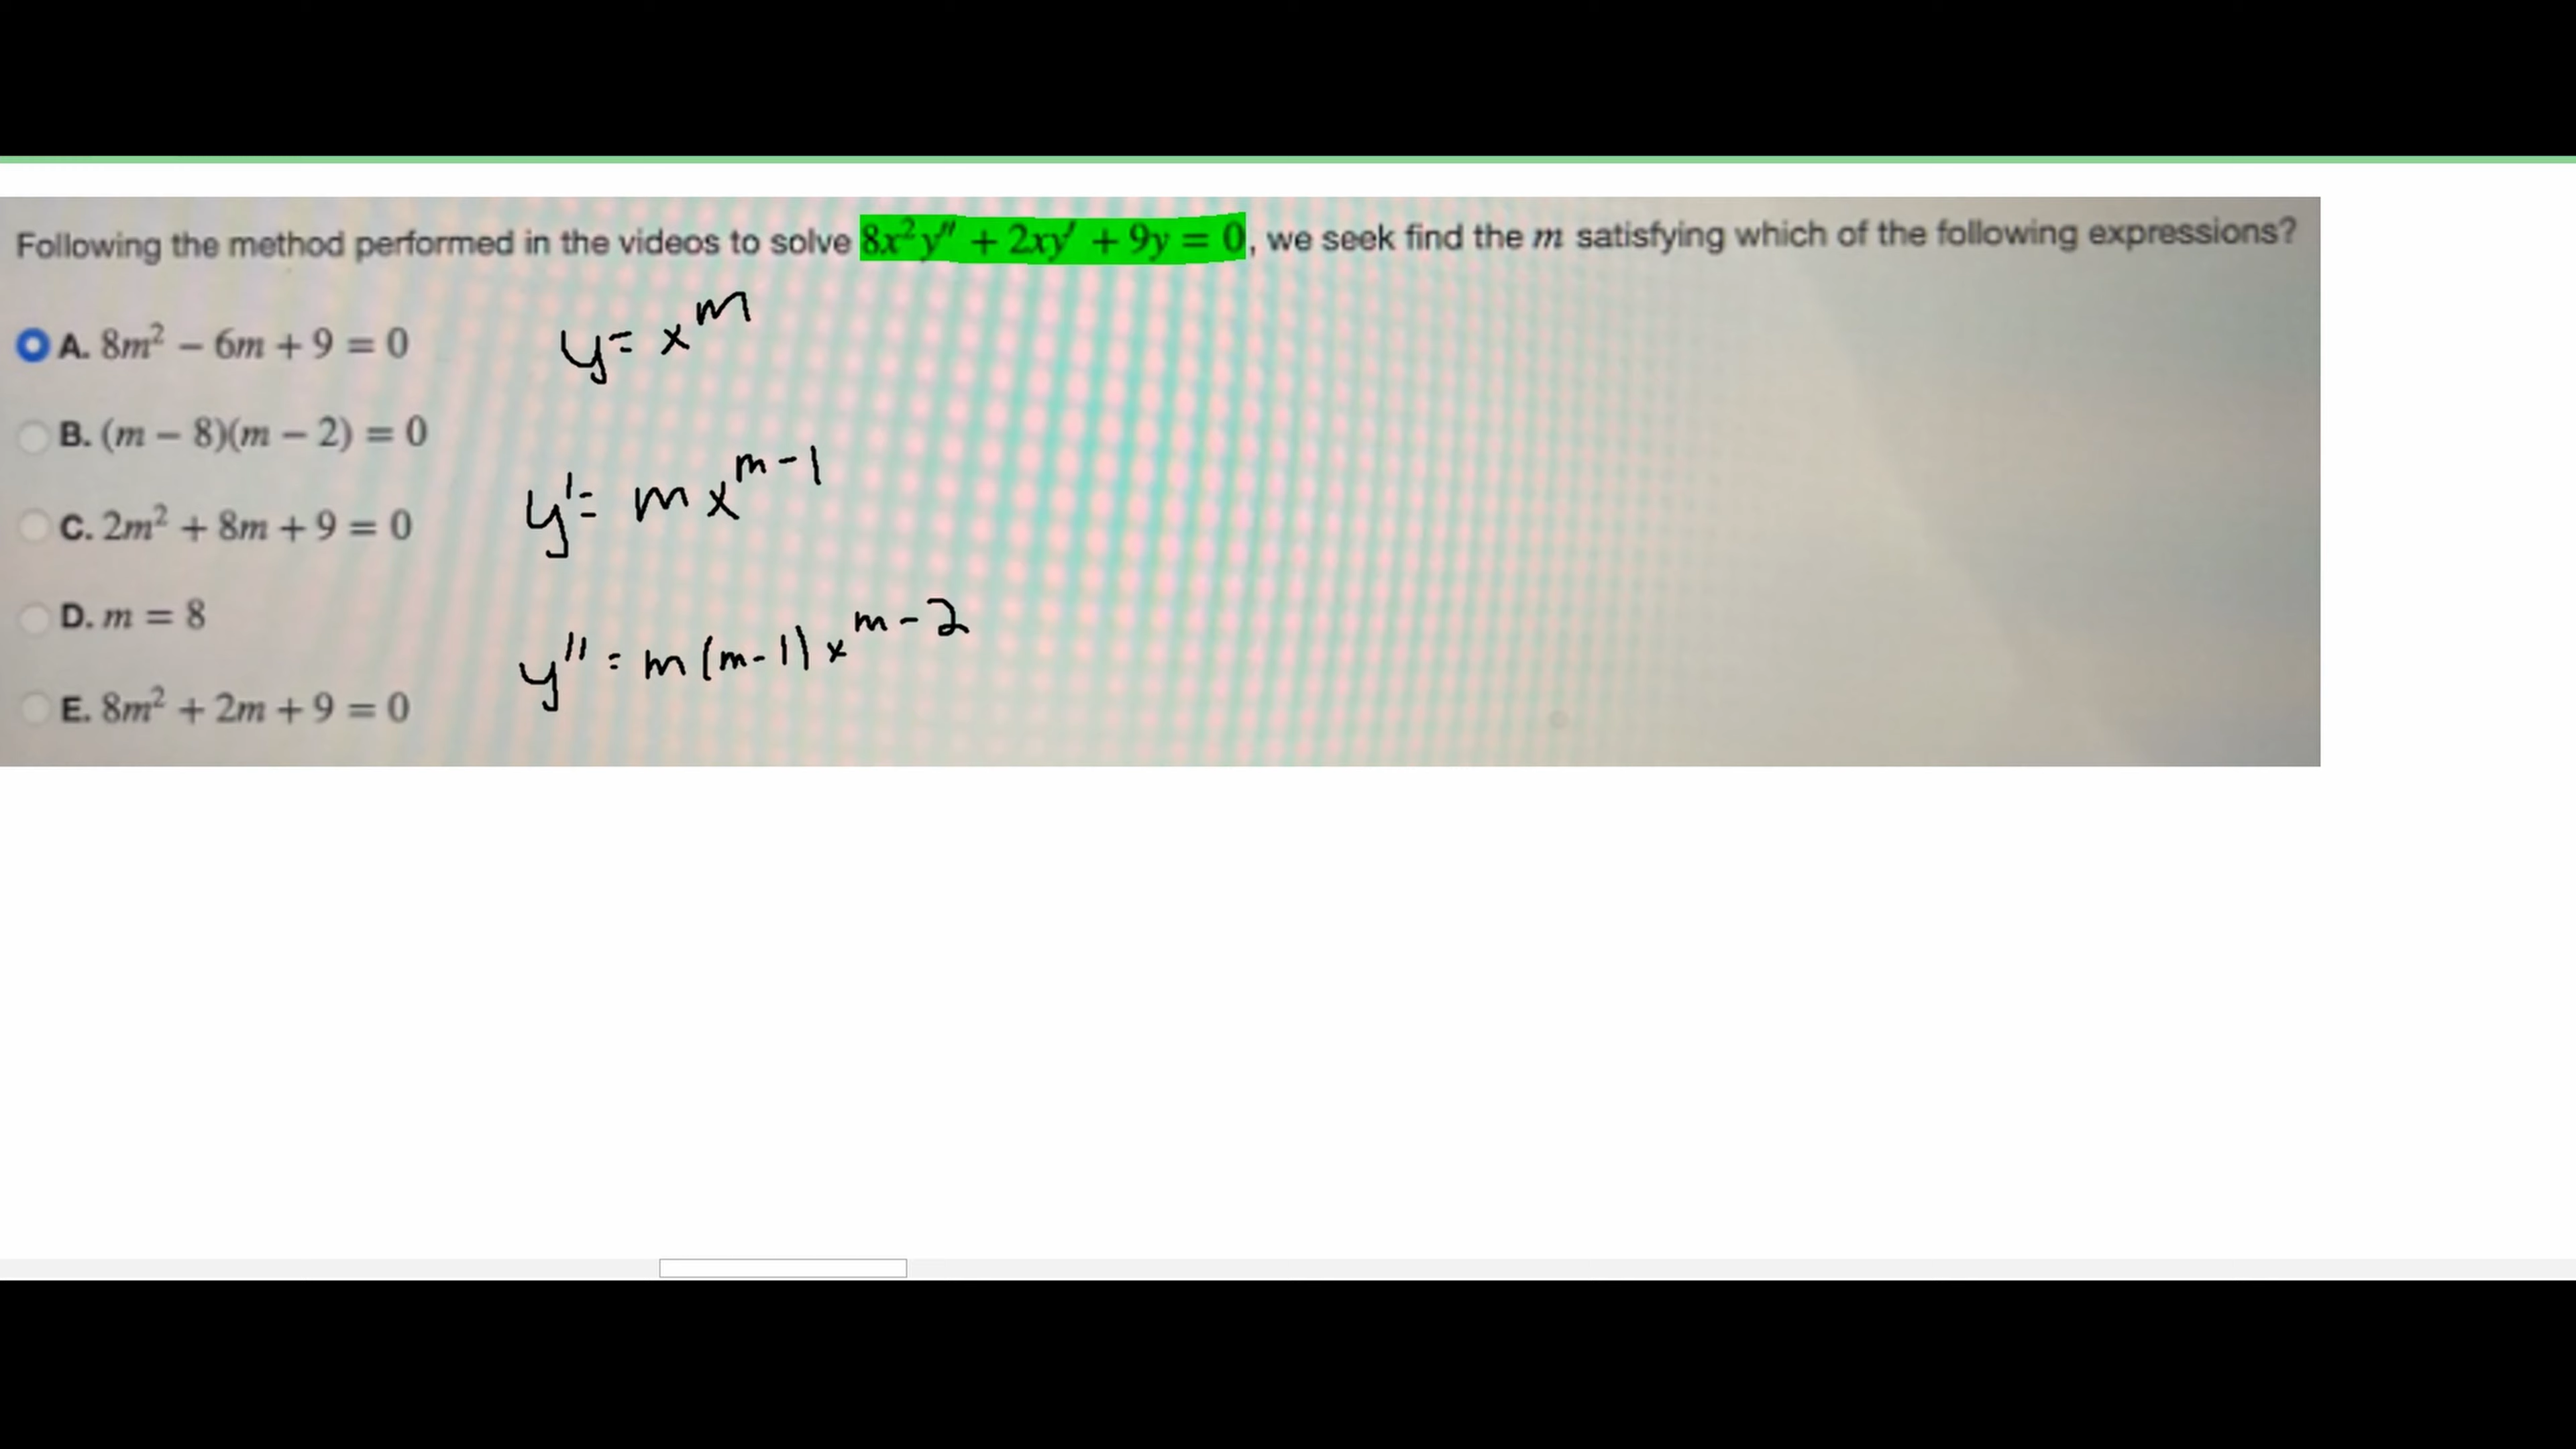 Following the method performed in the videos to solve 8x²y″ + 2xy′ + 9y = 0, we seek find the m satisfying which of the following expressions?
A. 8m² − 6m + 9 = 0
y = x^m
B. (m − 8)(m − 2) = 0
y' = m x^{m-1}
C. 2m² + 8m + 9 = 0
D. m = 8
y'' = m(m-1) x^{m-2}
E. 8m² + 2m + 9 = 0